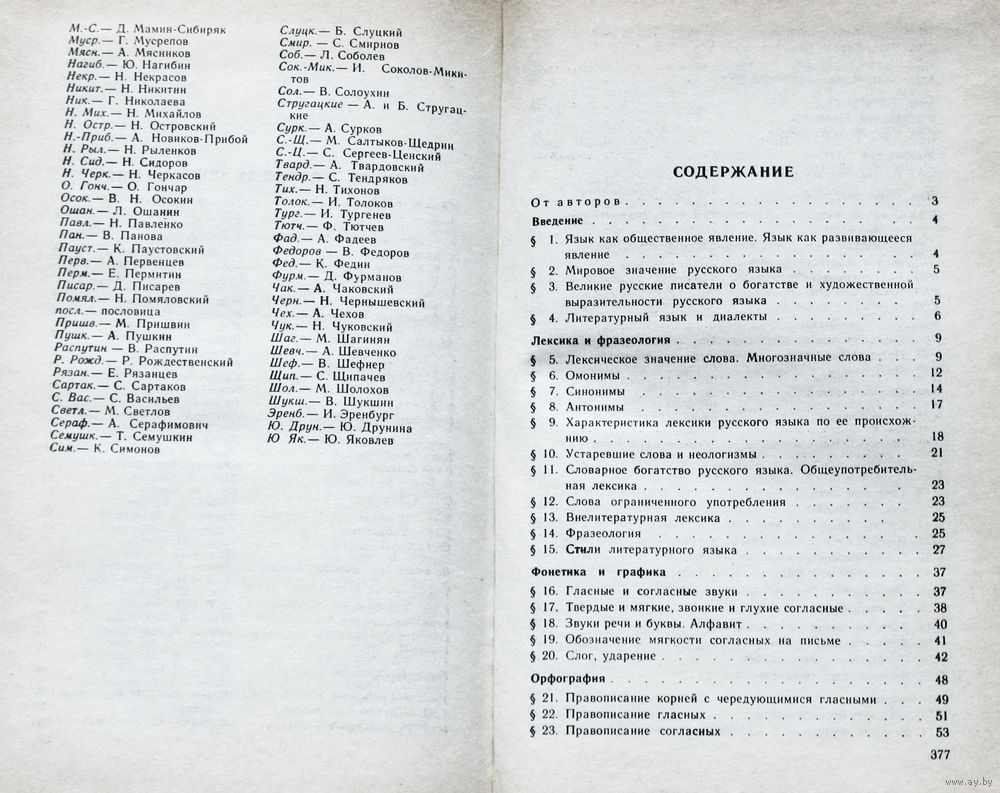 М.-С.— Д. Мамин-Сибиряк
Муср.— Г. Мусрепов
Мясн.— А. Мясников
Нагиб.— Ю. Нагибин
Некр.— Н. Некрасов
Никит.— Н. Никитин
Ник.— Г. Николаева
Н. Мих.— Н. Михайлов
Н. Остр.— Н. Островский
Н.-Приб.— А. Новиков-Прибой
Н. Рыл.— Н. Рыленков
Н. Сид.— Н. Сидоров
Н. Черк.— Н. Черкасов
О. Гонч.— О. Гончар
Осок.— В. Н. Осокин
Ошан.— Л. Ошанин
Павл.— Н. Павленко
Пан.— В. Панова
Пауст.— К. Паустовский
Перв.— А. Первенцев
Перм.— Е. Пермитин
Писар.— Д. Писарев
Помял.— Н. Помяловский
посл.— пословица
Пришв.— М. Пришвин
Пушк.— А. Пушкин
Распутин — В. Распутин
Р. Рожд.— Р. Рождественский
Рязан.— Е. Рязанцев
Сартак.— С. Сартаков
С. Вас.— С. Васильев
Светл.— М. Светлов
Сераф.— А. Серафимович
Семушк.— Т. Семушкин
Сим.— К. Симонов
Слуцк.— Б. Слуцкий
Смир. — С. Смирнов
Соб.— Л. Соболев
Сок.-Мик.— И. Соколов-Мики-
тов
Сол.— В. Солоухин
Стругацкие — А. и Б. Стругац-
кие
Сурк.— А. Сурков
С.-Щ.— М. Салтыков-Щедрин
С.-Ц.— С. Сергеев-Ценский
Твард.— А. Твардовский
Тендр.— С. Тендряков
Тих.— Н. Тихонов
Толок.— И. Толоков
Тург.— И. Тургенев
Тютч.— Ф. Тютчев
Фад.— А. Фадеев
Федоров — В. Федоров
Фед.— К. Федин
Фурм.— Д. Фурманов
Чак.— А. Чаковский
Черн.— Н. Чернышевский
Чех.— А. Чехов
Чук.— Н. Чуковский
Шаг.— М. Шагинян
Шевч.— А. Шевченко
Шеф.— В. Шефнер
Щип.— С. Щипачев
Шол.— М. Шолохов
Шукш.— В. Шукшин
Эренб.— И. Эренбург
Ю. Друн.— Ю. Друнина
Ю Як.— Ю. Яковлев
СОДЕРЖАНИЕ
От авторов . . . . . . . . . . . . . . . 3
Введение . . . . . . . . . . . . . . . . 4
§ 1. Язык как общественное явление. Язык как развивающееся
явление . . . . . . . . . . . . . . . 4
§ 2. Мировое значение русского языка . . . . . . . 5
§ 3. Великие русские писатели о богатстве и художественной
выразительности русского языка . . . . . . . 5
§ 4. Литературный язык и диалекты . . . . . . . . 6
Лексика и фразеология . . . . . . . . . . . . . 9
§ 5. Лексическое значение слова. Многозначные слова . . . 9
§ 6. Омонимы . . . . . . . . . . . . . . . 12
§ 7. Синонимы . . . . . . . . . . . . . . . 14
§ 8. Антонимы . . . . . . . . . . . . . . . 17
§ 9. Характеристика лексики русского языка по ее происхож-
нию . . . . . . . . . . . . . . . . 18
§ 10. Устаревшие слова и неологизмы . . . . . . . . 21
§ 11. Словарное богатство русского языка. Общеупотребитель-
ная лексика . . . . . . . . . . . . . . 23
§ 12. Слова ограниченного употребления . . . . . . . 23
§ 13. Внелитературная лексика . . . . . . . . . . 25
§ 14. Фразеология . . . . . . . . . . . . . . 25
§ 15. Стили литературного языка . . . . . . . . . 27
Фонетика и графика . . . . . . . . . . . . . . 37
§ 16. Гласные и согласные звуки . . . . . . . . . 37
§ 17. Твердые и мягкие, звонкие и глухие согласные . . . . . 38
§ 18. Звуки речи и буквы. Алфавит . . . . . . . . . 40
§ 19. Обозначение мягкости согласных на письме . . . . . 41
§ 20. Слог, ударение . . . . . . . . . . . . . 42
Орфография . . . . . . . . . . . . . . . . 48
§ 21. Правописание корней с чередующимися гласными . . . . 49
§ 22. Правописание гласных . . . . . . . . . . . 51
§ 23. Правописание согласных . . . . . . . . . . 53
377
www.ay.by